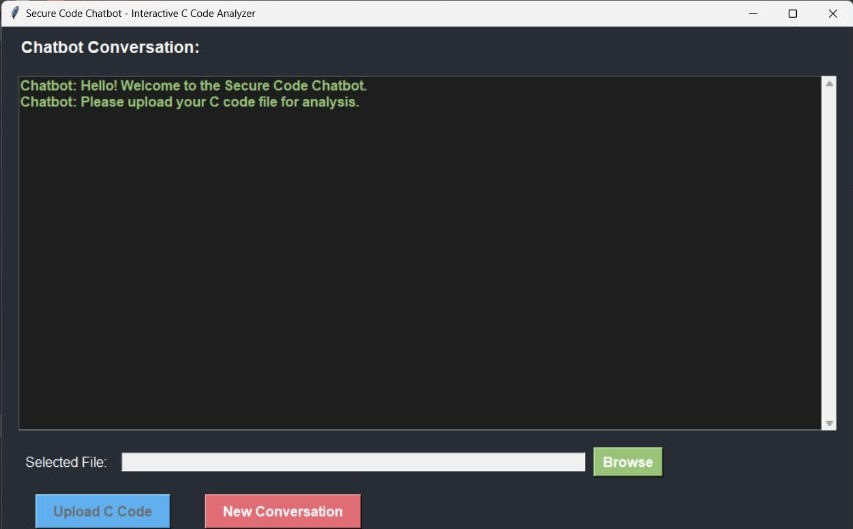 Secure Code Chatbot - Interactive C Code Analyzer
Chatbot Conversation:
Chatbot: Hello! Welcome to the Secure Code Chatbot.
Chatbot: Please upload your C code file for analysis.
Selected File:
Browse
Upload C Code
New Conversation